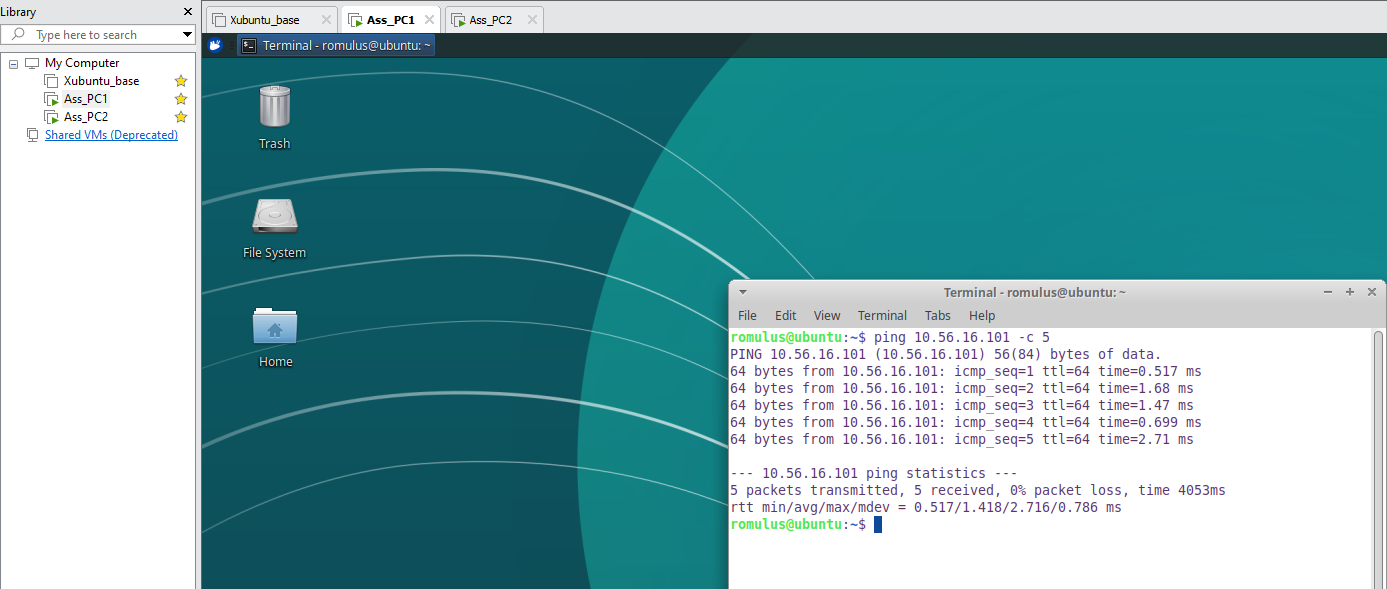 Library
Type here to search
My Computer
Xubuntu_base
Ass_PC1
Ass_PC2
Shared VMs (Deprecated)
Xubuntu_base
Ass_PC1
Ass_PC2
Terminal - romulus@ubuntu: ~
Trash
File System
Home
Terminal - romulus@ubuntu: ~
File Edit View Terminal Tabs Help
romulus@ubuntu:~$ ping 10.56.16.101 -c 5
PING 10.56.16.101 (10.56.16.101) 56(84) bytes of data.
64 bytes from 10.56.16.101: icmp_seq=1 ttl=64 time=0.517 ms
64 bytes from 10.56.16.101: icmp_seq=2 ttl=64 time=1.68 ms
64 bytes from 10.56.16.101: icmp_seq=3 ttl=64 time=1.47 ms
64 bytes from 10.56.16.101: icmp_seq=4 ttl=64 time=0.699 ms
64 bytes from 10.56.16.101: icmp_seq=5 ttl=64 time=2.71 ms
--- 10.56.16.101 ping statistics ---
5 packets transmitted, 5 received, 0% packet loss, time 4053ms
rtt min/avg/max/mdev = 0.517/1.418/2.716/0.786 ms
romulus@ubuntu:~$